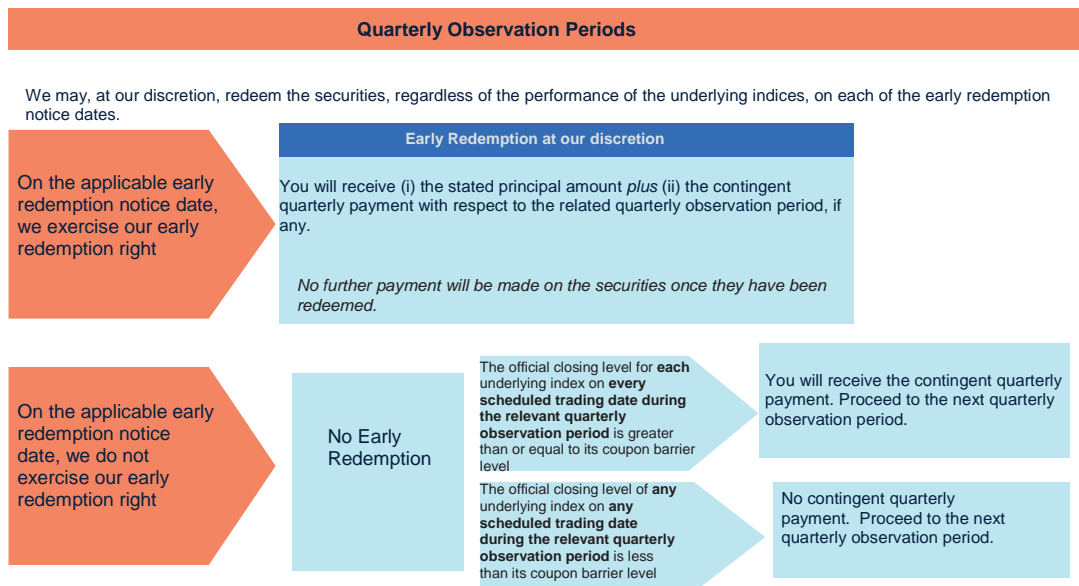 Quarterly Observation Periods
We may, at our discretion, redeem the securities, regardless of the performance of the underlying indices, on each of the early redemption
notice dates.
On the applicable early
redemption notice date,
we exercise our early
redemption right
Early Redemption at our discretion
You will receive (i) the stated principal amount plus (ii) the contingent
quarterly payment with respect to the related quarterly observation period, if
any.
No further payment will be made on the securities once they have been
redeemed.
On the applicable early
redemption notice
date, we do not
exercise our early
redemption right
No Early
Redemption
The official closing level for each
underlying index on every
scheduled trading date during
the relevant quarterly
observation period is greater
than or equal to its coupon barrier
level
You will receive the contingent quarterly
payment. Proceed to the next quarterly
observation period.
The official closing level of any
underlying index on any
scheduled trading date
during the relevant quarterly
observation period is less
than its coupon barrier level
No contingent quarterly
payment.  Proceed to the next
quarterly observation period.